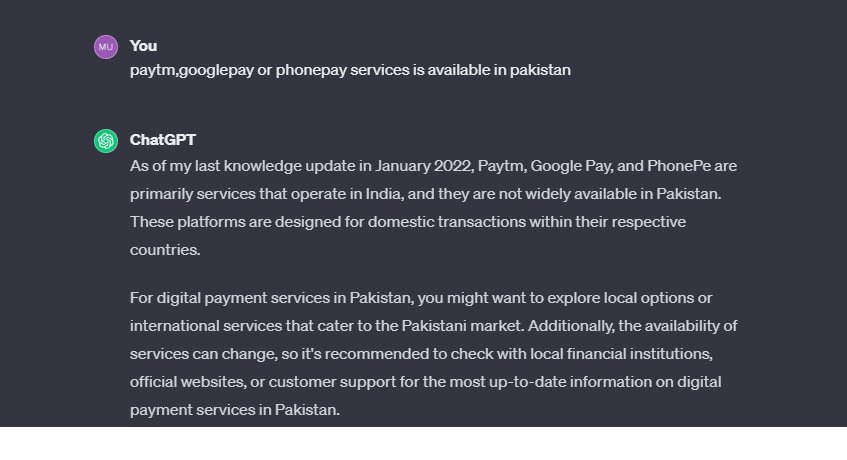 MU You
paytm,googlepay or phonepay services is available in pakistan
ChatGPT
As of my last knowledge update in January 2022, Paytm, Google Pay, and PhonePe are
primarily services that operate in India, and they are not widely available in Pakistan.
These platforms are designed for domestic transactions within their respective
countries.
For digital payment services in Pakistan, you might want to explore local options or
international services that cater to the Pakistani market. Additionally, the availability of
services can change, so it's recommended to check with local financial institutions,
official websites, or customer support for the most up-to-date information on digital
payment services in Pakistan.